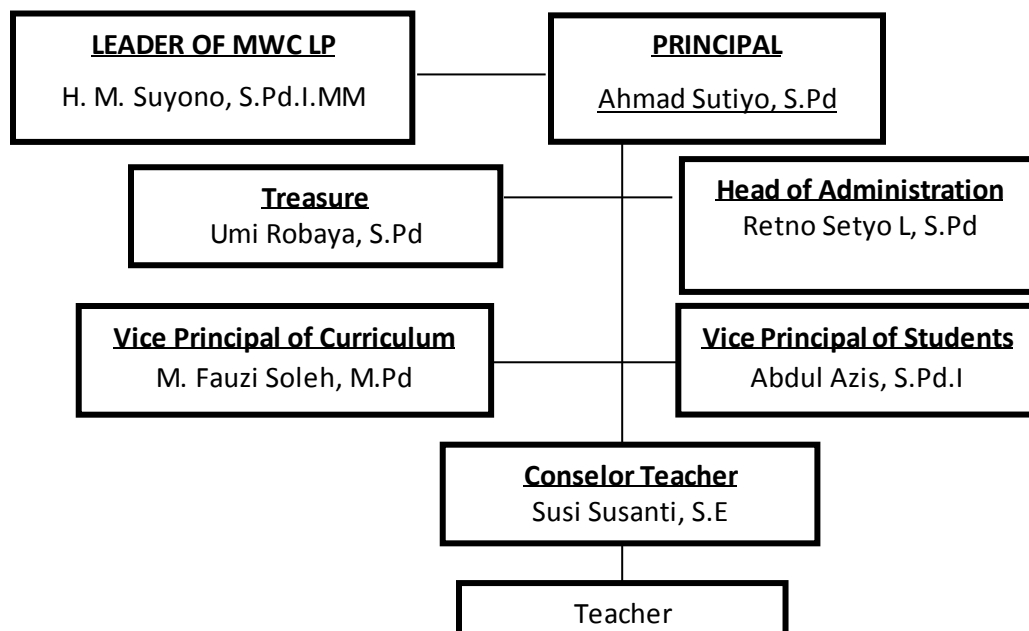 LEADER OF MWC LP
H. M. Suyono, S.Pd.I.MM
PRINCIPAL
Ahmad Sutiyo, S.Pd
Treasure
Umi Robaya, S.Pd
Head of Administration
Retno Setyo L, S.Pd
Vice Principal of Curriculum
M. Fauzi Soleh, M.Pd
Vice Principal of Students
Abdul Azis, S.Pd.I
Conselor Teacher
Susi Susanti, S.E
Teacher